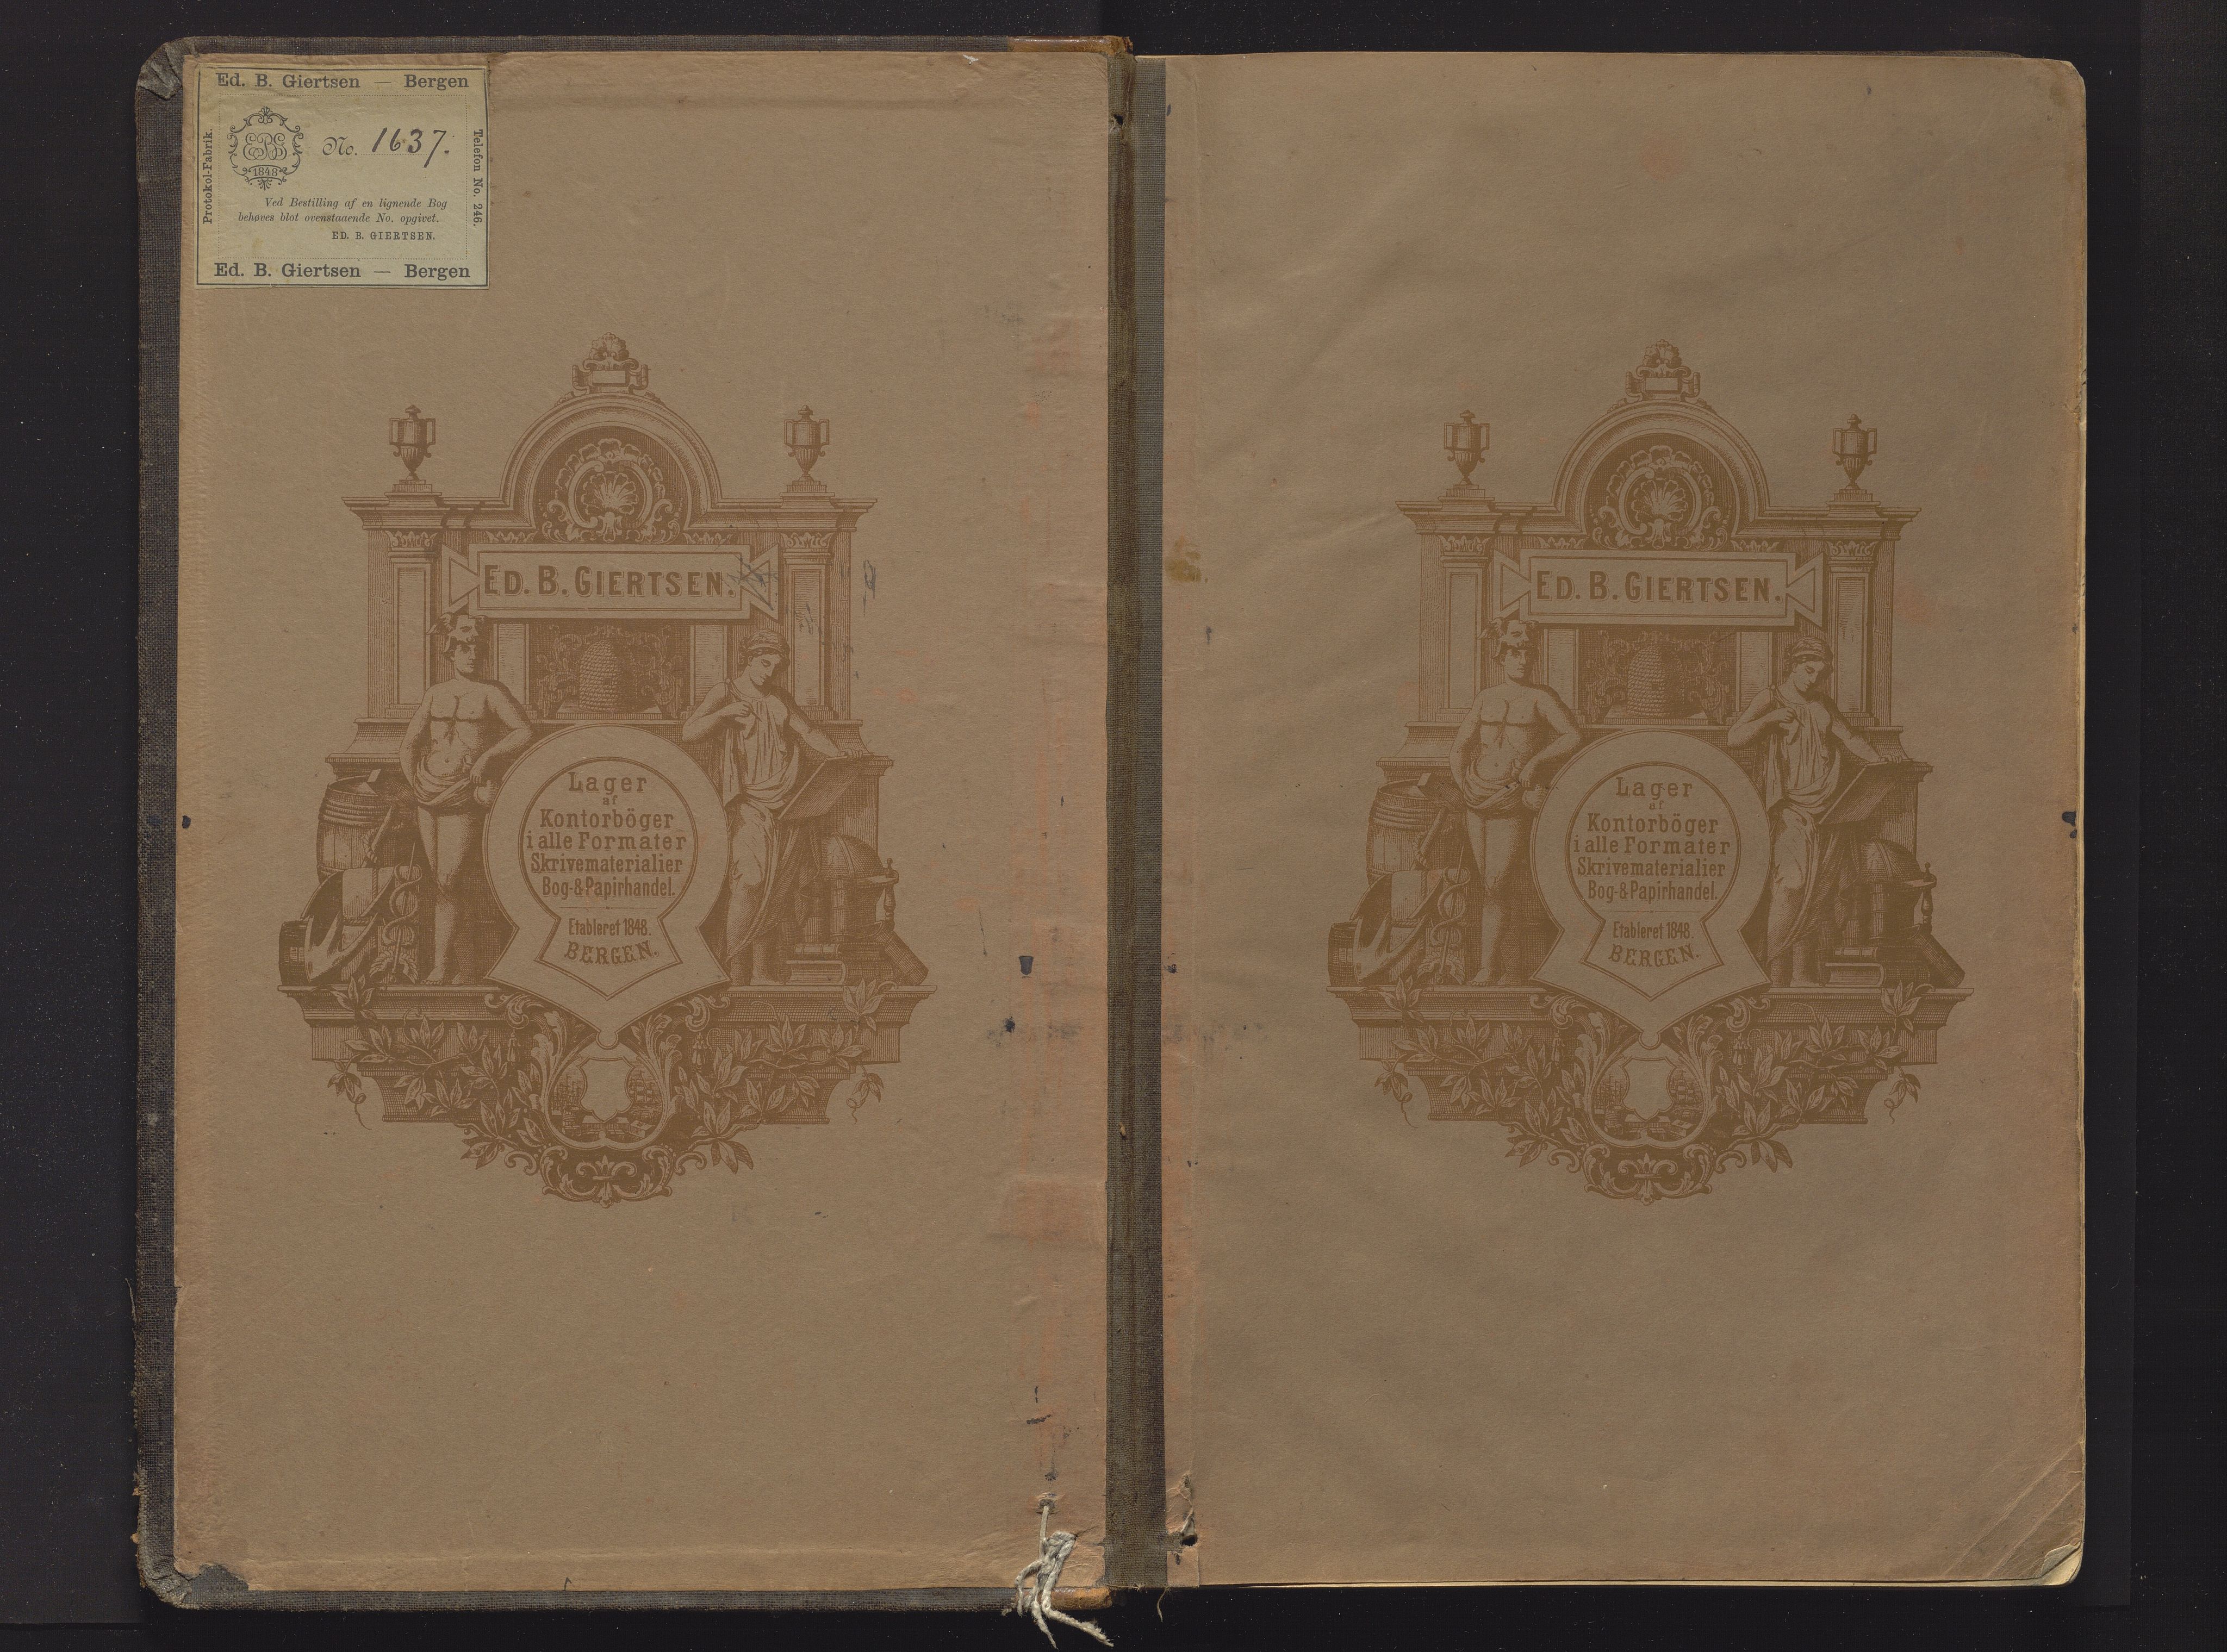 Ed. B. Giertsen — Bergen
Protokol-Fabrik.
EBG
1848
No. 1637.
Telefon No. 246.
Ved Bestilling af en lignende Bog
behøves blot ovenstaaende No. opgivet.
ED. B. GIERTSEN.
Ed. B. Giertsen — Bergen
ED. B. GIERTSEN.
Lager
af
Kontorböger
i alle Formater
Skrivematerialier
Bog-&Papirhandel.
Etableret 1848.
BERGEN.
ED. B. GIERTSEN.
Lager
af
Kontorböger
i alle Formater
Skrivematerialier
Bog-&Papirhandel.
Etableret 1848.
BERGEN.